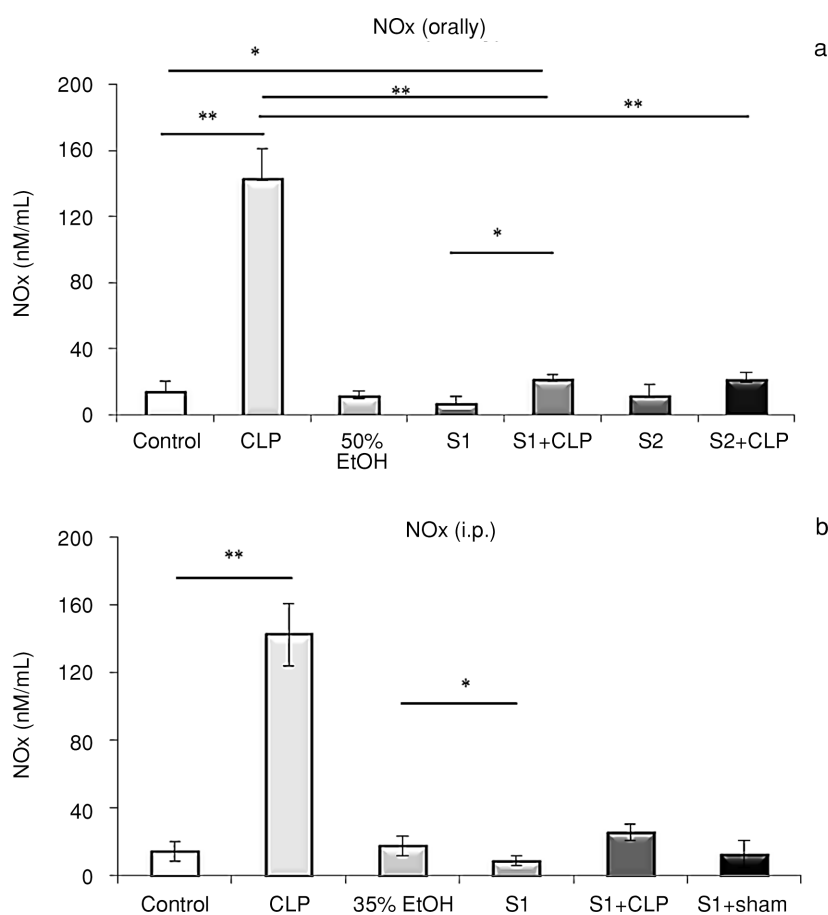 NOx (orally)
a
*
**
**
**
*
200
160
120
80
40
0
NOx (nM/mL)
Control CLP 50% EtOH S1 S1+CLP S2 S2+CLP
NOx (i.p.)
b
**
*
200
160
120
80
40
0
NOx (nM/mL)
Control CLP 35% EtOH S1 S1+CLP S1+sham